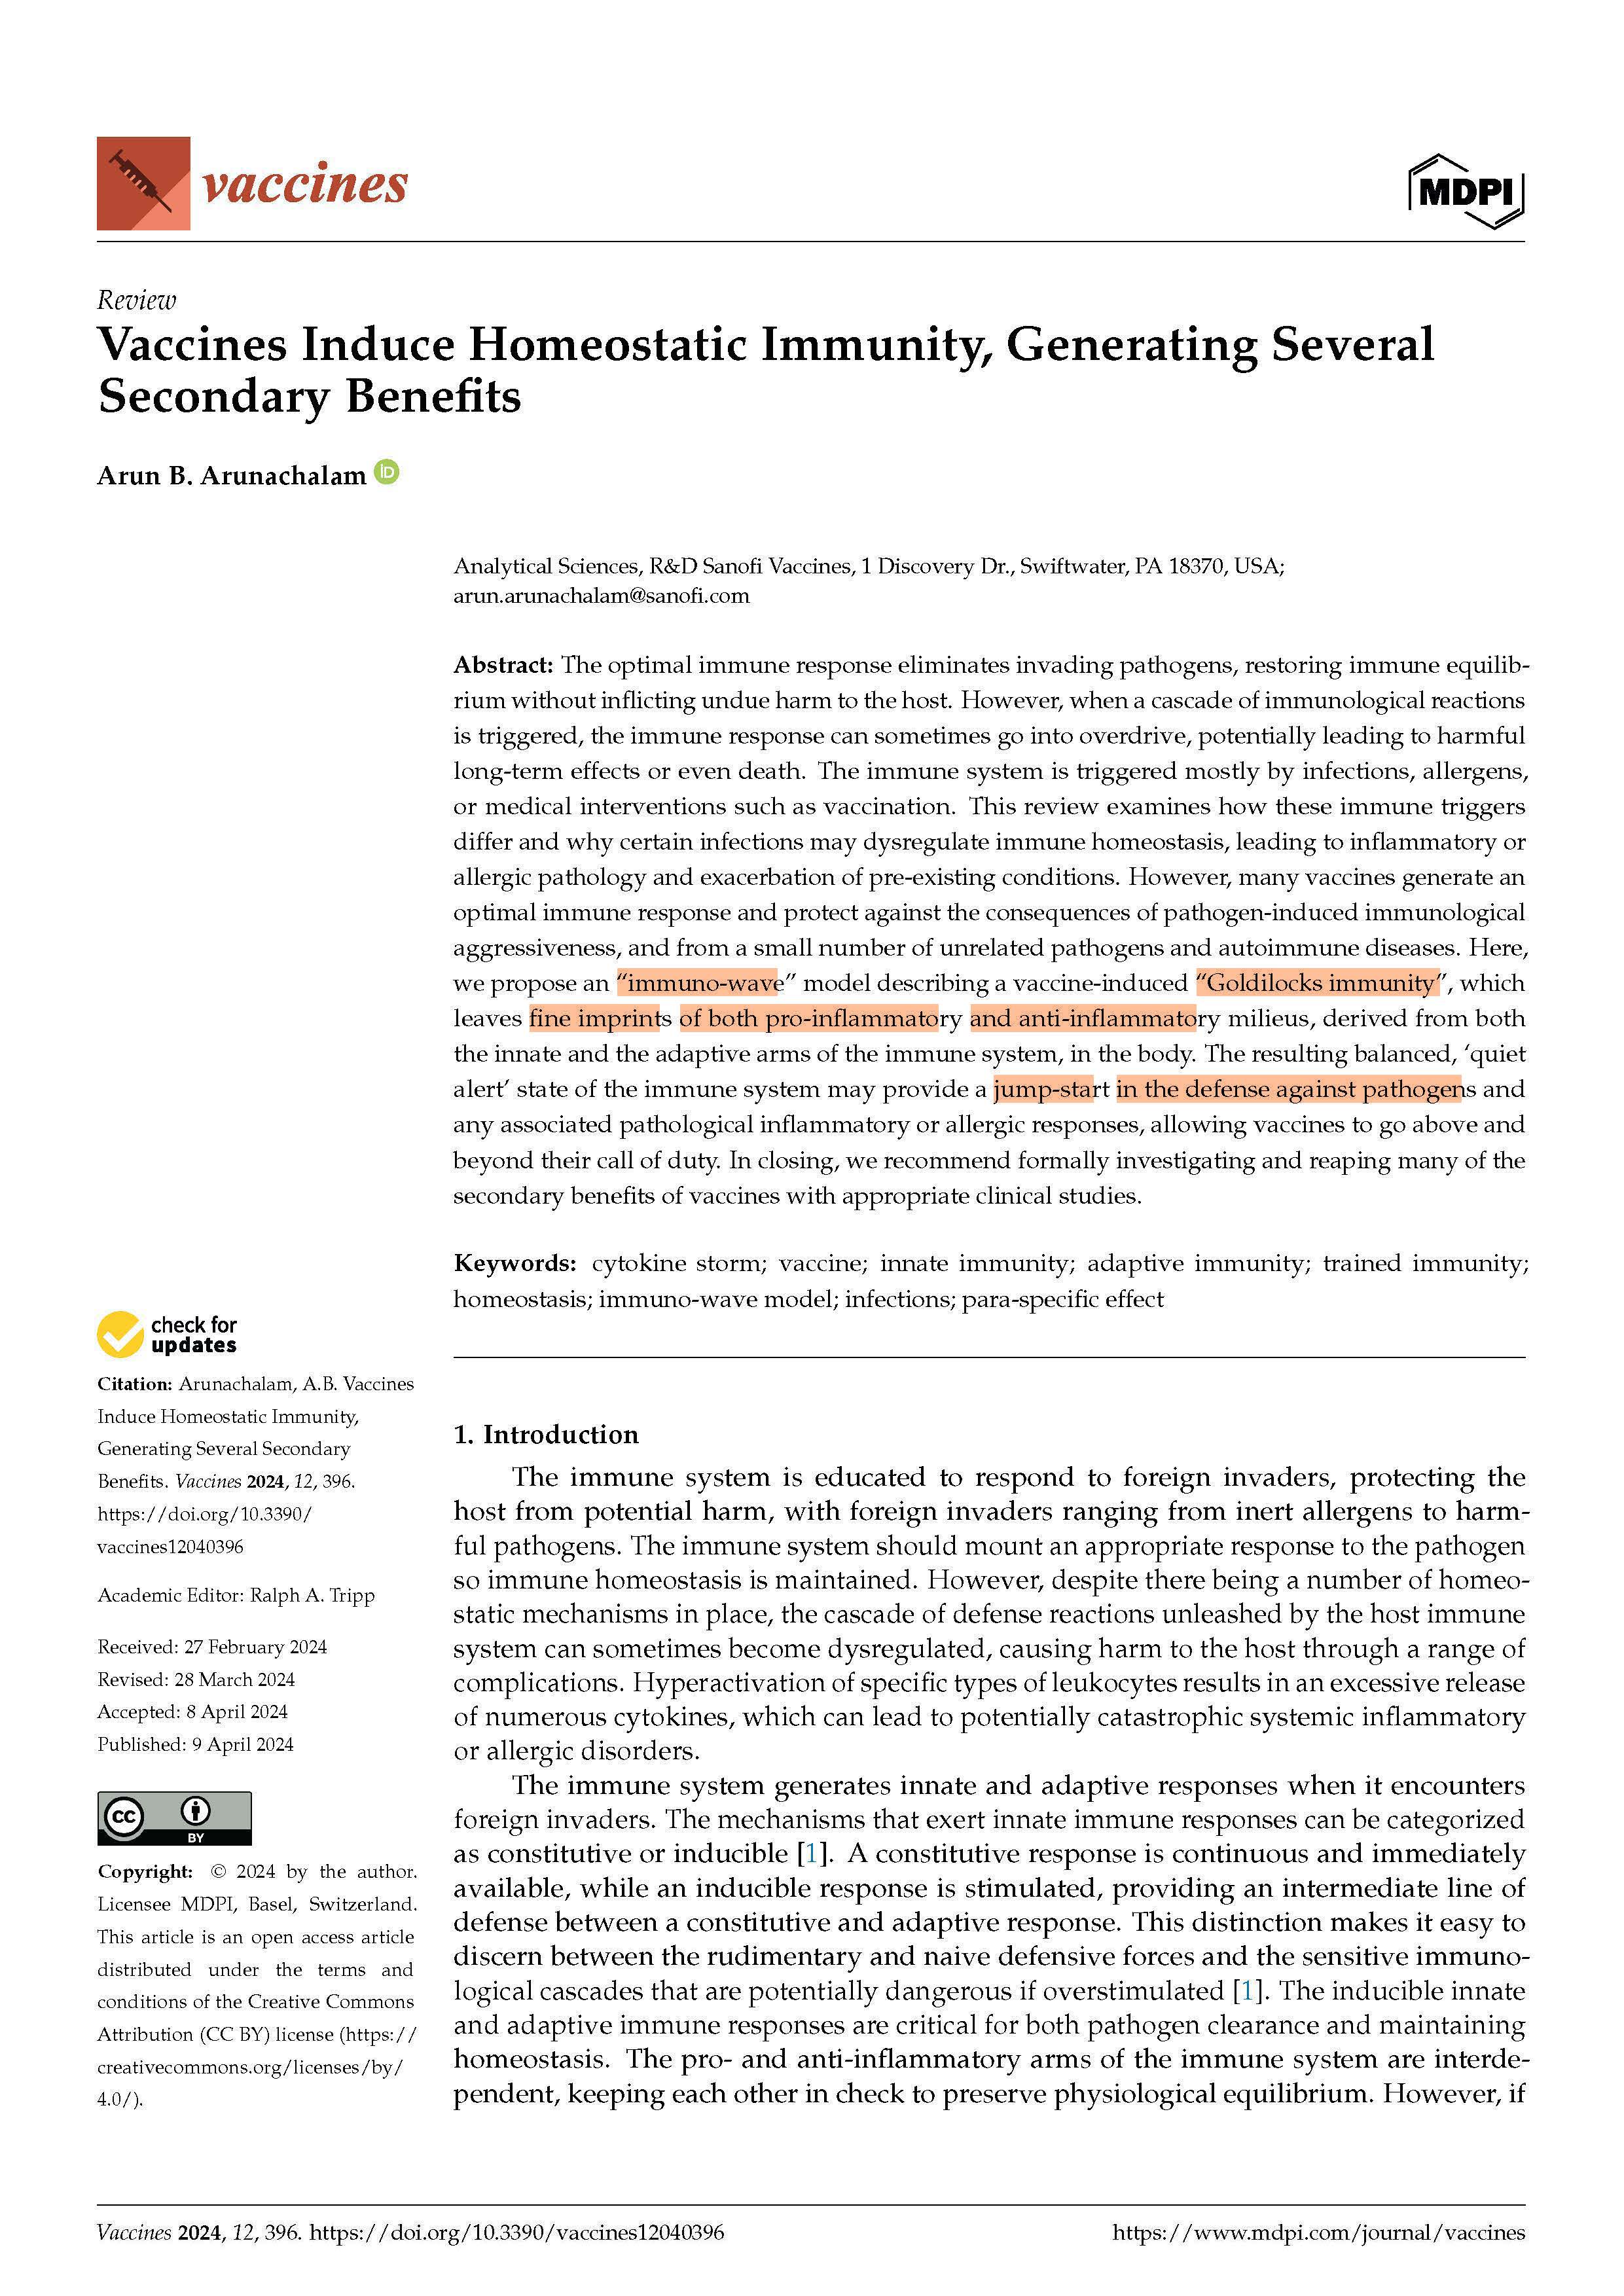 vaccines
MDPI
Review
Vaccines Induce Homeostatic Immunity, Generating Several
Secondary Benefits
Arun B. Arunachalam iD
Analytical Sciences, R&D Sanofi Vaccines, 1 Discovery Dr., Swiftwater, PA 18370, USA;
arun.arunachalam@sanofi.com
Abstract: The optimal immune response eliminates invading pathogens, restoring immune equilib-
rium without inflicting undue harm to the host. However, when a cascade of immunological reactions
is triggered, the immune response can sometimes go into overdrive, potentially leading to harmful
long-term effects or even death. The immune system is triggered mostly by infections, allergens,
or medical interventions such as vaccination. This review examines how these immune triggers
differ and why certain infections may dysregulate immune homeostasis, leading to inflammatory or
allergic pathology and exacerbation of pre-existing conditions. However, many vaccines generate an
optimal immune response and protect against the consequences of pathogen-induced immunological
aggressiveness, and from a small number of unrelated pathogens and autoimmune diseases. Here,
we propose an “immuno-wave” model describing a vaccine-induced “Goldilocks immunity”, which
leaves fine imprints of both pro-inflammatory and anti-inflammatory milieus, derived from both
the innate and the adaptive arms of the immune system, in the body. The resulting balanced, ‘quiet
alert’ state of the immune system may provide a jump-start in the defense against pathogens and
any associated pathological inflammatory or allergic responses, allowing vaccines to go above and
beyond their call of duty. In closing, we recommend formally investigating and reaping many of the
secondary benefits of vaccines with appropriate clinical studies.
Keywords: cytokine storm; vaccine; innate immunity; adaptive immunity; trained immunity;
homeostasis; immuno-wave model; infections; para-specific effect
check for
updates
Citation: Arunachalam, A.B. Vaccines
Induce Homeostatic Immunity,
Generating Several Secondary
Benefits. Vaccines 2024, 12, 396.
https://doi.org/10.3390/
vaccines12040396
Academic Editor: Ralph A. Tripp
Received: 27 February 2024
Revised: 28 March 2024
Accepted: 8 April 2024
Published: 9 April 2024
cc
BY
Copyright: © 2024 by the author.
Licensee MDPI, Basel, Switzerland.
This article is an open access article
distributed under the terms and
conditions of the Creative Commons
Attribution (CC BY) license (https://
creativecommons.org/licenses/by/
4.0/).
1. Introduction
The immune system is educated to respond to foreign invaders, protecting the
host from potential harm, with foreign invaders ranging from inert allergens to harm-
ful pathogens. The immune system should mount an appropriate response to the pathogen
so immune homeostasis is maintained. However, despite there being a number of homeo-
static mechanisms in place, the cascade of defense reactions unleashed by the host immune
system can sometimes become dysregulated, causing harm to the host through a range of
complications. Hyperactivation of specific types of leukocytes results in an excessive release
of numerous cytokines, which can lead to potentially catastrophic systemic inflammatory
or allergic disorders.
The immune system generates innate and adaptive responses when it encounters
foreign invaders. The mechanisms that exert innate immune responses can be categorized
as constitutive or inducible [1]. A constitutive response is continuous and immediately
available, while an inducible response is stimulated, providing an intermediate line of
defense between a constitutive and adaptive response. This distinction makes it easy to
discern between the rudimentary and naive defensive forces and the sensitive immuno-
logical cascades that are potentially dangerous if overstimulated [1]. The inducible innate
and adaptive immune responses are critical for both pathogen clearance and maintaining
homeostasis. The pro- and anti-inflammatory arms of the immune system are interde-
pendent, keeping each other in check to preserve physiological equilibrium. However, if
Vaccines 2024, 12, 396. https://doi.org/10.3390/vaccines12040396
https://www.mdpi.com/journal/vaccines